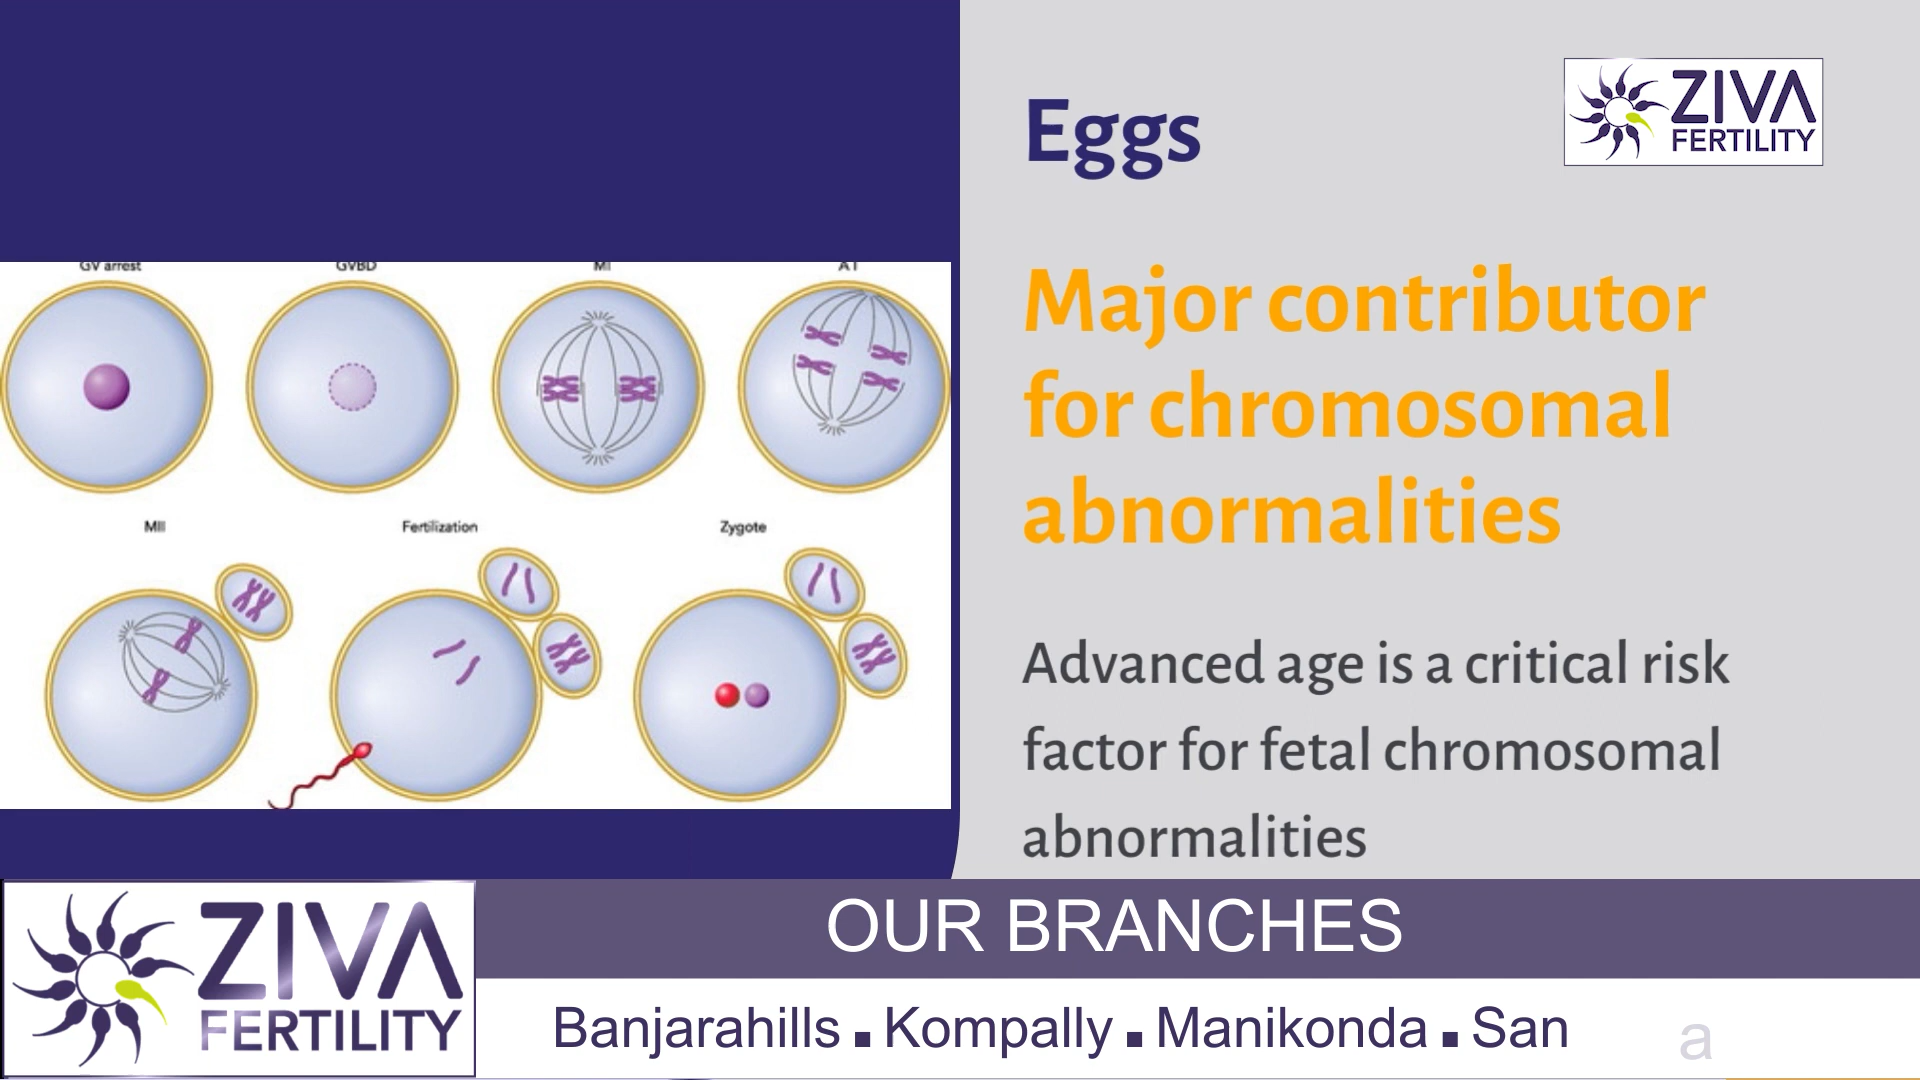 Eggs
ZIVA
FERTILITY
Major contributor
for chromosomal
abnormalities
Advanced age is a critical risk
factor for fetal chromosomal
abnormalities
GV arrest GVBD MI A I
MII Fertilization Zygote
ZIVA
FERTILITY
OUR BRANCHES
Banjarahills ■ Kompally ■ Manikonda ■ San a